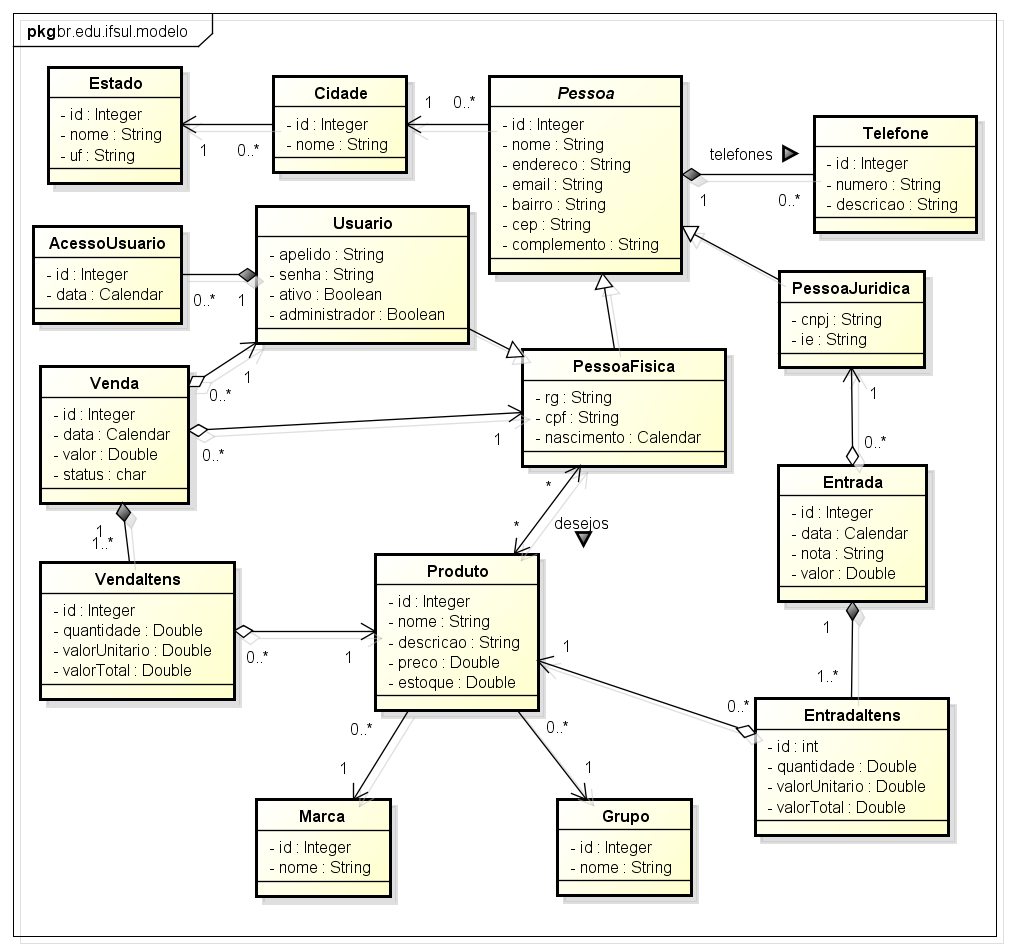 pkg br.edu.ifsul.modelo
Estado
- id : Integer
- nome : String
- uf : String
1
0..*
Cidade
- id : Integer
- nome : String
1
0..*
Pessoa
- id : Integer
- nome : String
- endereco : String
- email : String
- bairro : String
- cep : String
- complemento : String
telefones
1
0..*
Telefone
- id : Integer
- numero : String
- descricao : String
AcessoUsuario
- id : Integer
- data : Calendar
0..*
1
Usuario
- apelido : String
- senha : String
- ativo : Boolean
- administrador : Boolean
PessoaJuridica
- cnpj : String
- ie : String
1
0..*
Venda
- id : Integer
- data : Calendar
- valor : Double
- status : char
1
0..*
0..*
1
PessoaFisica
- rg : String
- cpf : String
- nascimento : Calendar
*
*
desejos
Entrada
- id : Integer
- data : Calendar
- nota : String
- valor : Double
1
1..*
1
1..*
VendaItens
- id : Integer
- quantidade : Double
- valorUnitario : Double
- valorTotal : Double
0..*
1
Produto
- id : Integer
- nome : String
- descricao : String
- preco : Double
- estoque : Double
1
0..*
EntradaItens
- id : int
- quantidade : Double
- valorUnitario : Double
- valorTotal : Double
0..*
1
0..*
1
Marca
- id : Integer
- nome : String
Grupo
- id : Integer
- nome : String